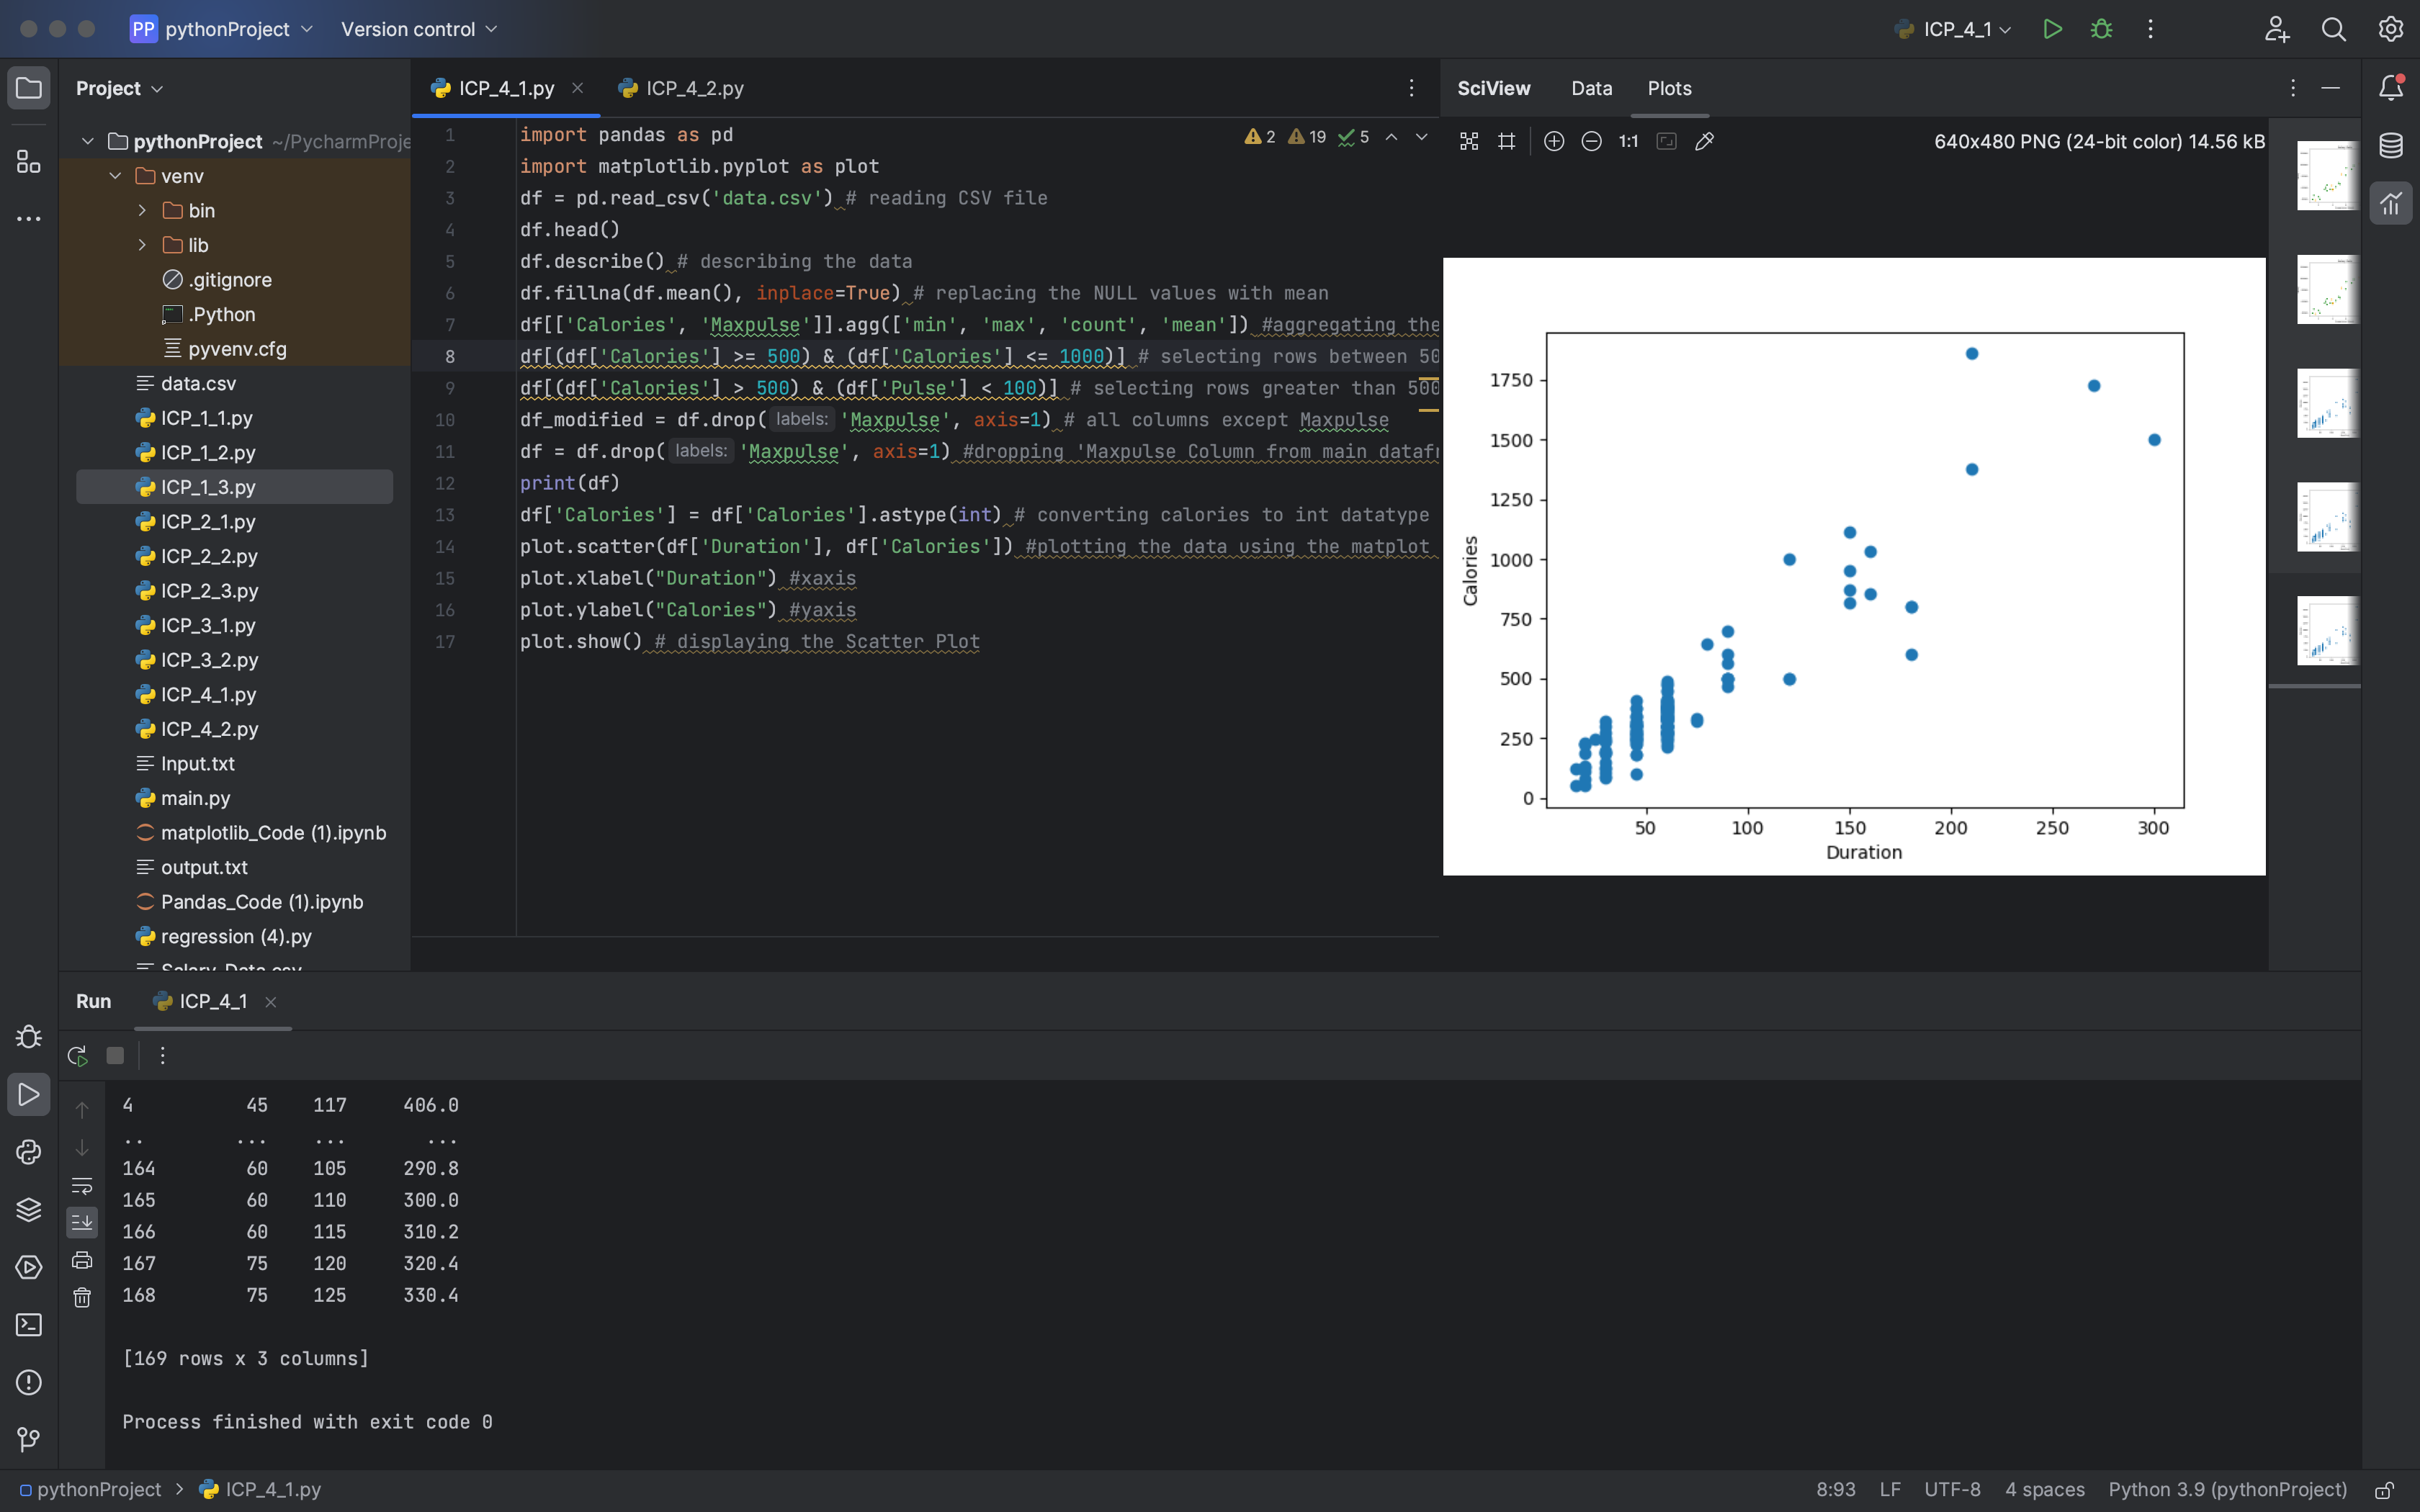 PP pythonProject Version control ICP_4_1
Project
pythonProject ~/PycharmProje
venv
bin
lib
.gitignore
.Python
pyvenv.cfg
data.csv
ICP_1_1.py
ICP_1_2.py
ICP_1_3.py
ICP_2_1.py
ICP_2_2.py
ICP_2_3.py
ICP_3_1.py
ICP_3_2.py
ICP_4_1.py
ICP_4_2.py
Input.txt
main.py
matplotlib_Code (1).ipynb
output.txt
Pandas_Code (1).ipynb
regression (4).py
Salary_Data.csv
ICP_4_1.py ICP_4_2.py
2 19 5
1 import pandas as pd
2 import matplotlib.pyplot as plot
3 df = pd.read_csv('data.csv') # reading CSV file
4 df.head()
5 df.describe() # describing the data
6 df.fillna(df.mean(), inplace=True) # replacing the NULL values with mean
7 df[['Calories', 'Maxpulse']].agg(['min', 'max', 'count', 'mean']) #aggregating the
8 df[(df['Calories'] >= 500) & (df['Calories'] <= 1000)] # selecting rows between 50
9 df[(df['Calories'] > 500) & (df['Pulse'] < 100)] # selecting rows greater than 500
10 df_modified = df.drop( labels: 'Maxpulse', axis=1) # all columns except Maxpulse
11 df = df.drop( labels: 'Maxpulse', axis=1) #dropping 'Maxpulse Column from main datafr
12 print(df)
13 df['Calories'] = df['Calories'].astype(int) # converting calories to int datatype
14 plot.scatter(df['Duration'], df['Calories']) #plotting the data using the matplot
15 plot.xlabel("Duration") #xaxis
16 plot.ylabel("Calories") #yaxis
17 plot.show() # displaying the Scatter Plot
SciView Data Plots
1:1 640x480 PNG (24-bit color) 14.56 kB
1750
1500
1250
1000
750
500
250
0
Calories
50 100 150 200 250 300
Duration
Run ICP_4_1
4 45 117 406.0
.. ... ... ...
164 60 105 290.8
165 60 110 300.0
166 60 115 310.2
167 75 120 320.4
168 75 125 330.4
[169 rows x 3 columns]
Process finished with exit code 0
pythonProject > ICP_4_1.py 8:93 LF UTF-8 4 spaces Python 3.9 (pythonProject)